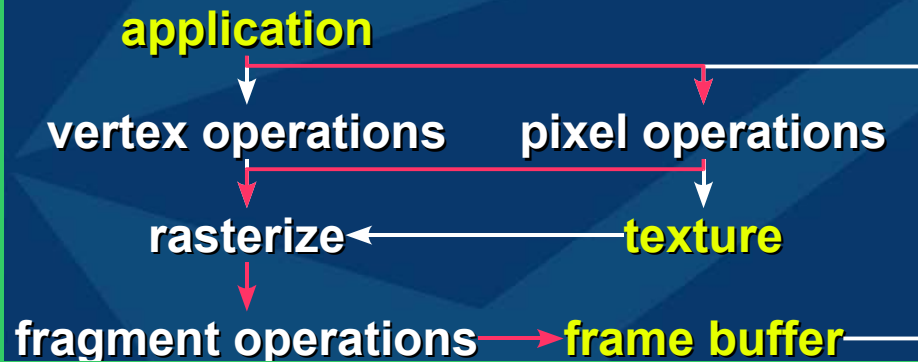 application
vertex operations pixel operations
rasterize texture
fragment operations frame buffer